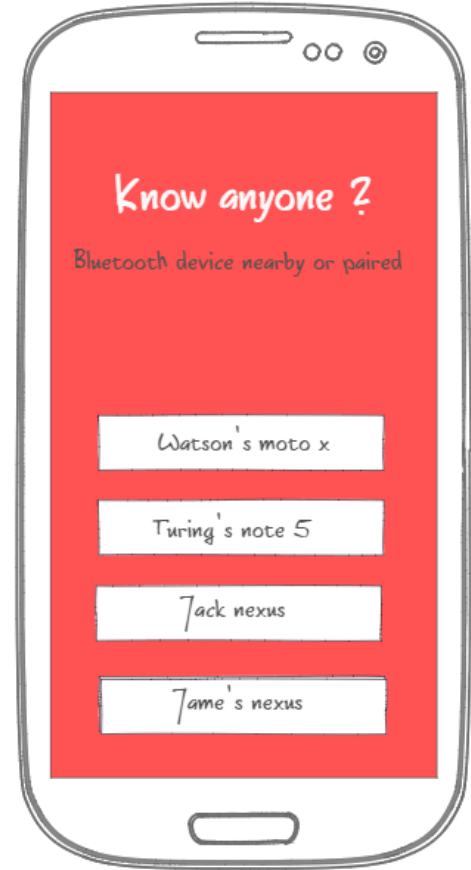 Know anyone ?
Bluetooth device nearby or paired
Watson's moto x
Turing's note 5
Jack nexus
Jame's nexus